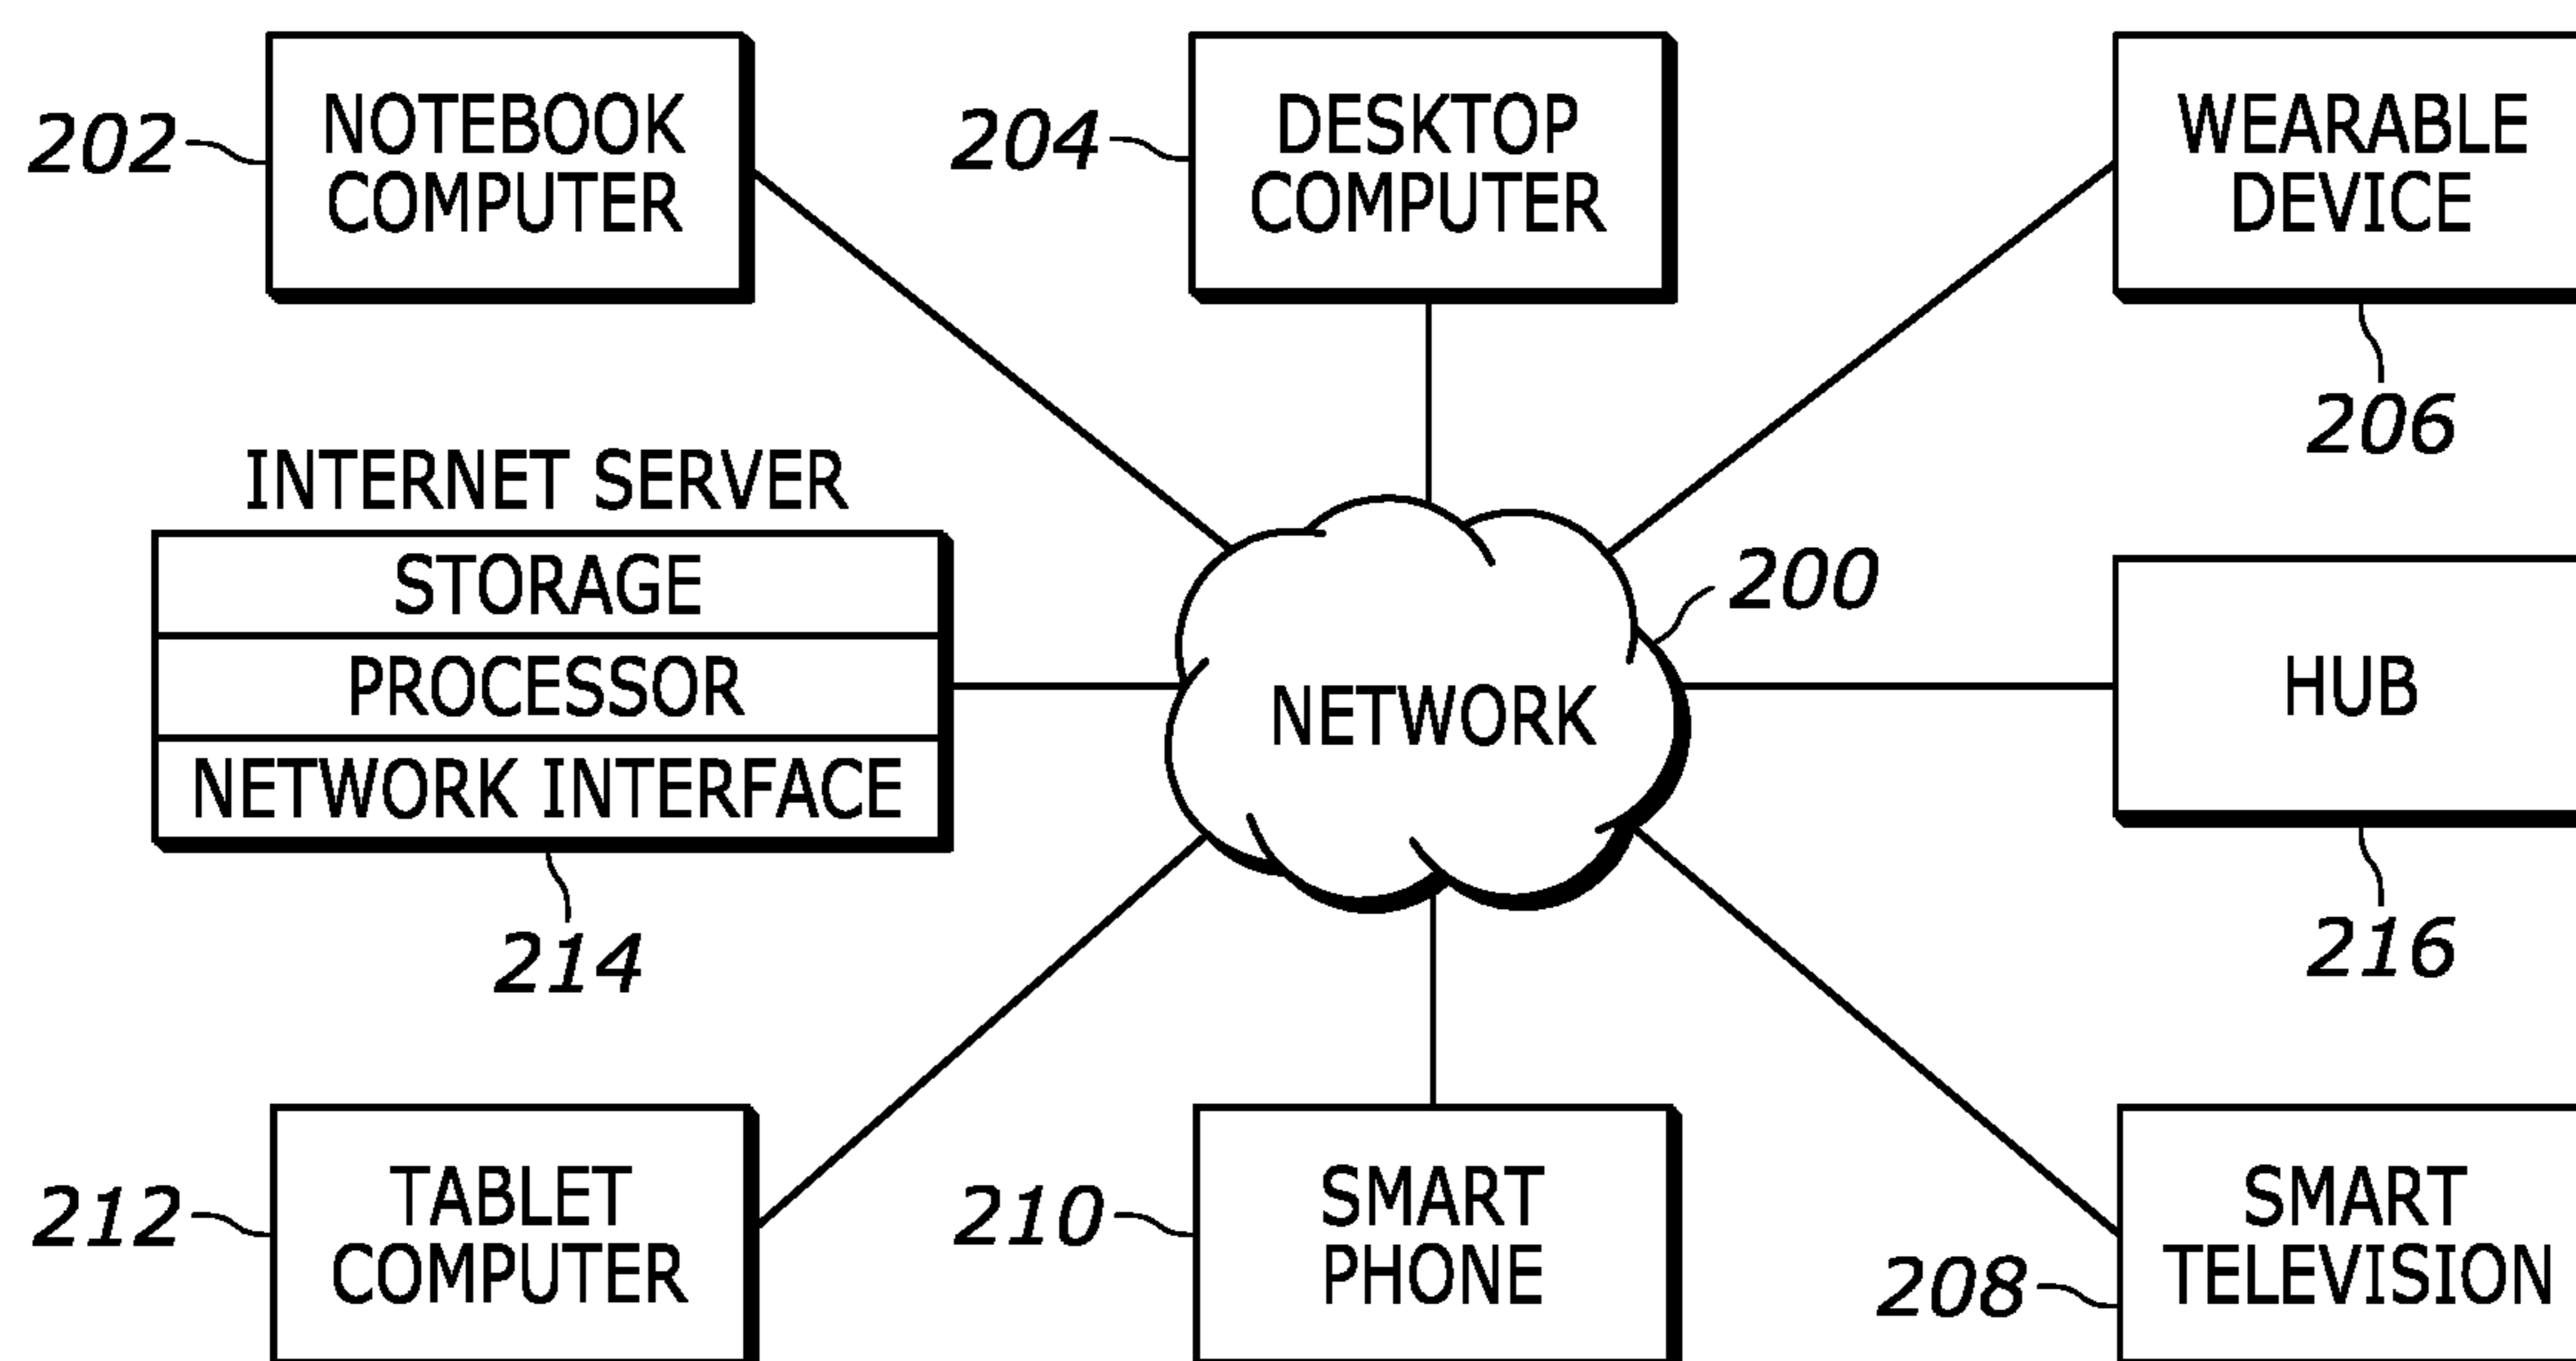 202
NOTEBOOK
COMPUTER
204
DESKTOP
COMPUTER
WEARABLE
DEVICE
206
INTERNET SERVER
STORAGE
PROCESSOR
NETWORK INTERFACE
214
NETWORK
200
HUB
216
212
TABLET
COMPUTER
210
SMART
PHONE
208
SMART
TELEVISION